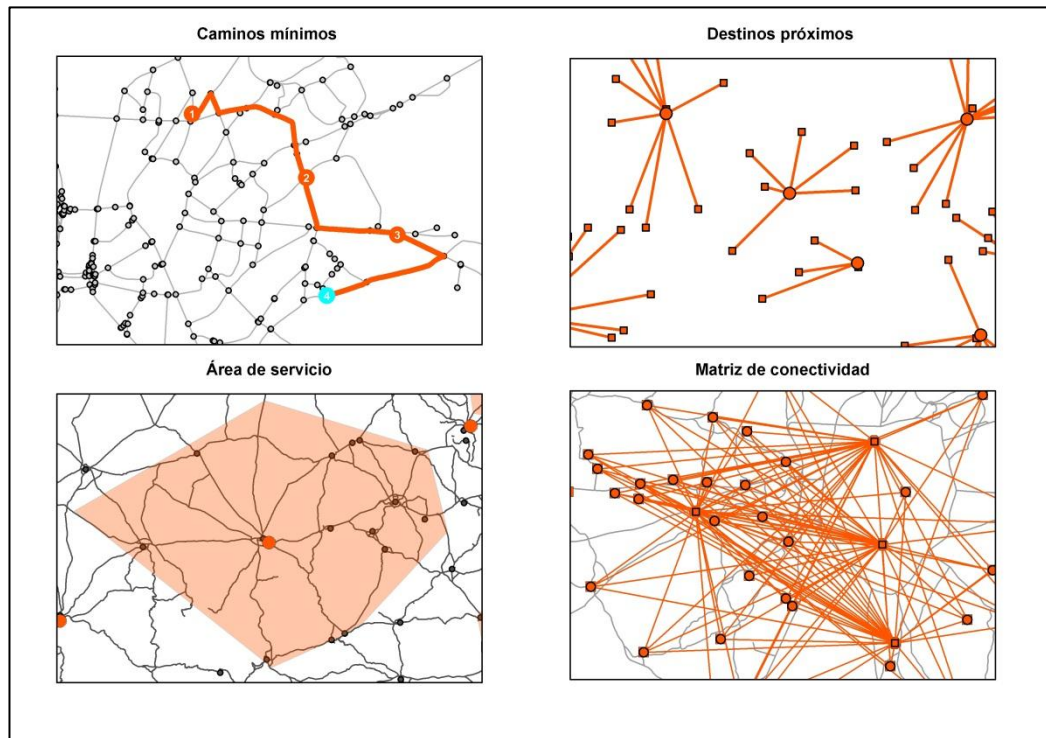 Caminos mínimos
Destinos próximos
1
2
3
4
Área de servicio
Matriz de conectividad